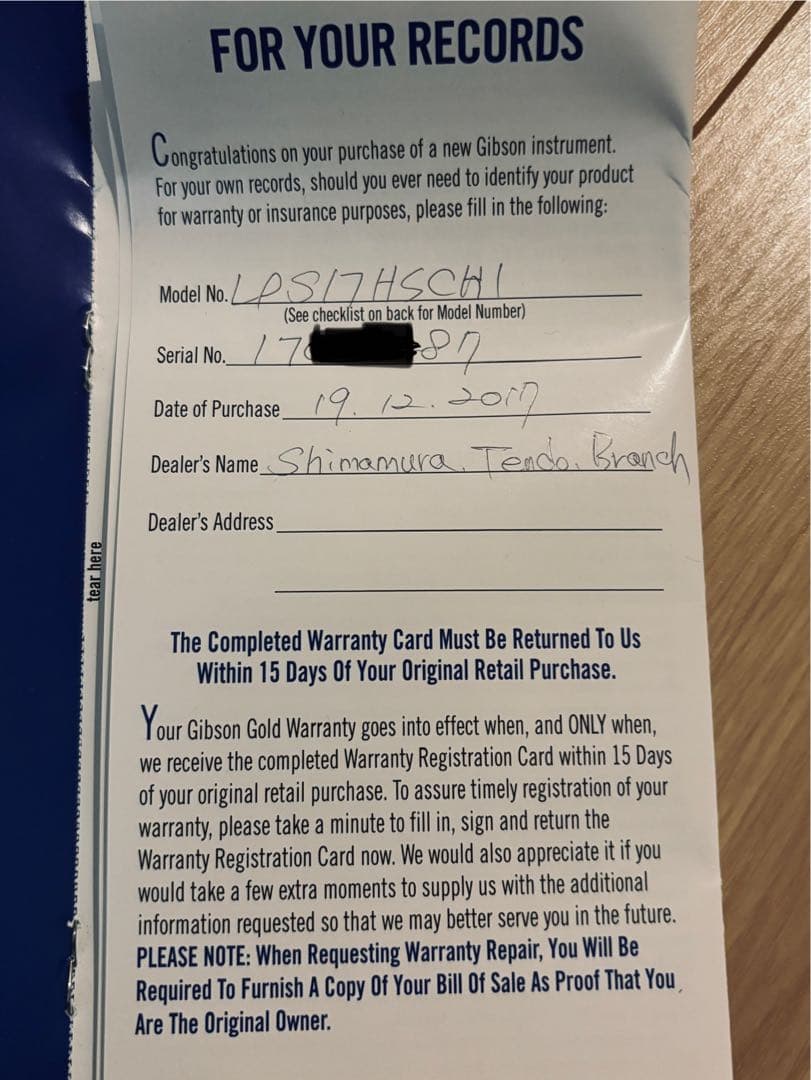 FOR YOUR RECORDS
Congratulations on your purchase of a new Gibson instrument.
For your own records, should you ever need to identify your product
for warranty or insurance purposes, please fill in the following:
Model No. LPS17HSCH1
(See checklist on back for Model Number)
Serial No. 17 87
Date of Purchase 19. 12. 2017
Dealer's Name Shimamura. Tendo. Branch
Dealer's Address
tear here
The Completed Warranty Card Must Be Returned To Us
Within 15 Days Of Your Original Retail Purchase.
Your Gibson Gold Warranty goes into effect when, and ONLY when,
we receive the completed Warranty Registration Card within 15 Days
of your original retail purchase. To assure timely registration of your
warranty, please take a minute to fill in, sign and return the
Warranty Registration Card now. We would also appreciate it if you
would take a few extra moments to supply us with the additional
information requested so that we may better serve you in the future.
PLEASE NOTE: When Requesting Warranty Repair, You Will Be
Required To Furnish A Copy Of Your Bill Of Sale As Proof That You
Are The Original Owner.